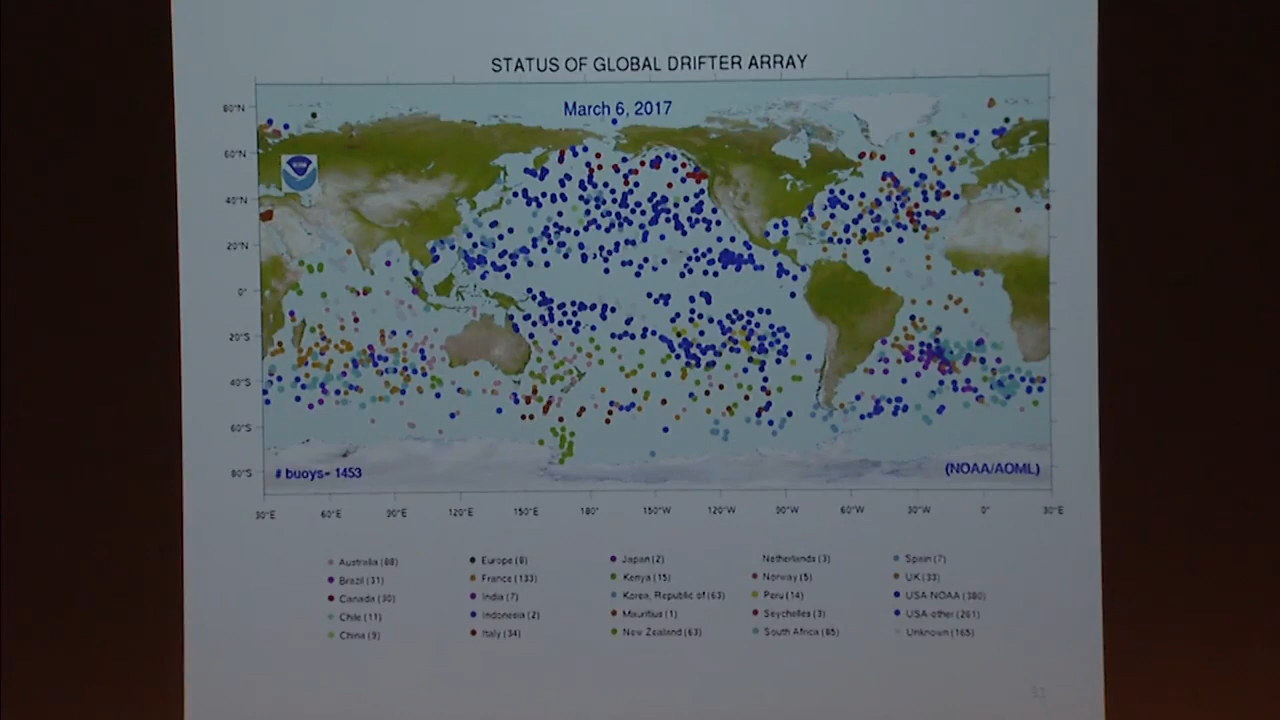 STATUS OF GLOBAL DRIFTER ARRAY
March 6, 2017
80°N
60°N
40°N
20°N
0°
20°S
40°S
60°S
80°S
# buoys= 1453
(NOAA/AOML)
30°E 60°E 90°E 120°E 150°E 180° 150°W 120°W 90°W 60°W 30°W 0° 30°E
Australia (88) Europe (8) Japan (2) Netherlands (3) Spain (7)
Brazil (31) France (133) Kenya (15) Norway (5) UK (33)
Canada (30) India (7) Korea, Republic of (63) Peru (14) USA NOAA (380)
Chile (11) Indonesia (2) Mauritius (1) Seychelles (3) USA-other (261)
China (9) Italy (34) New Zealand (63) South Africa (85) Unknown (165)